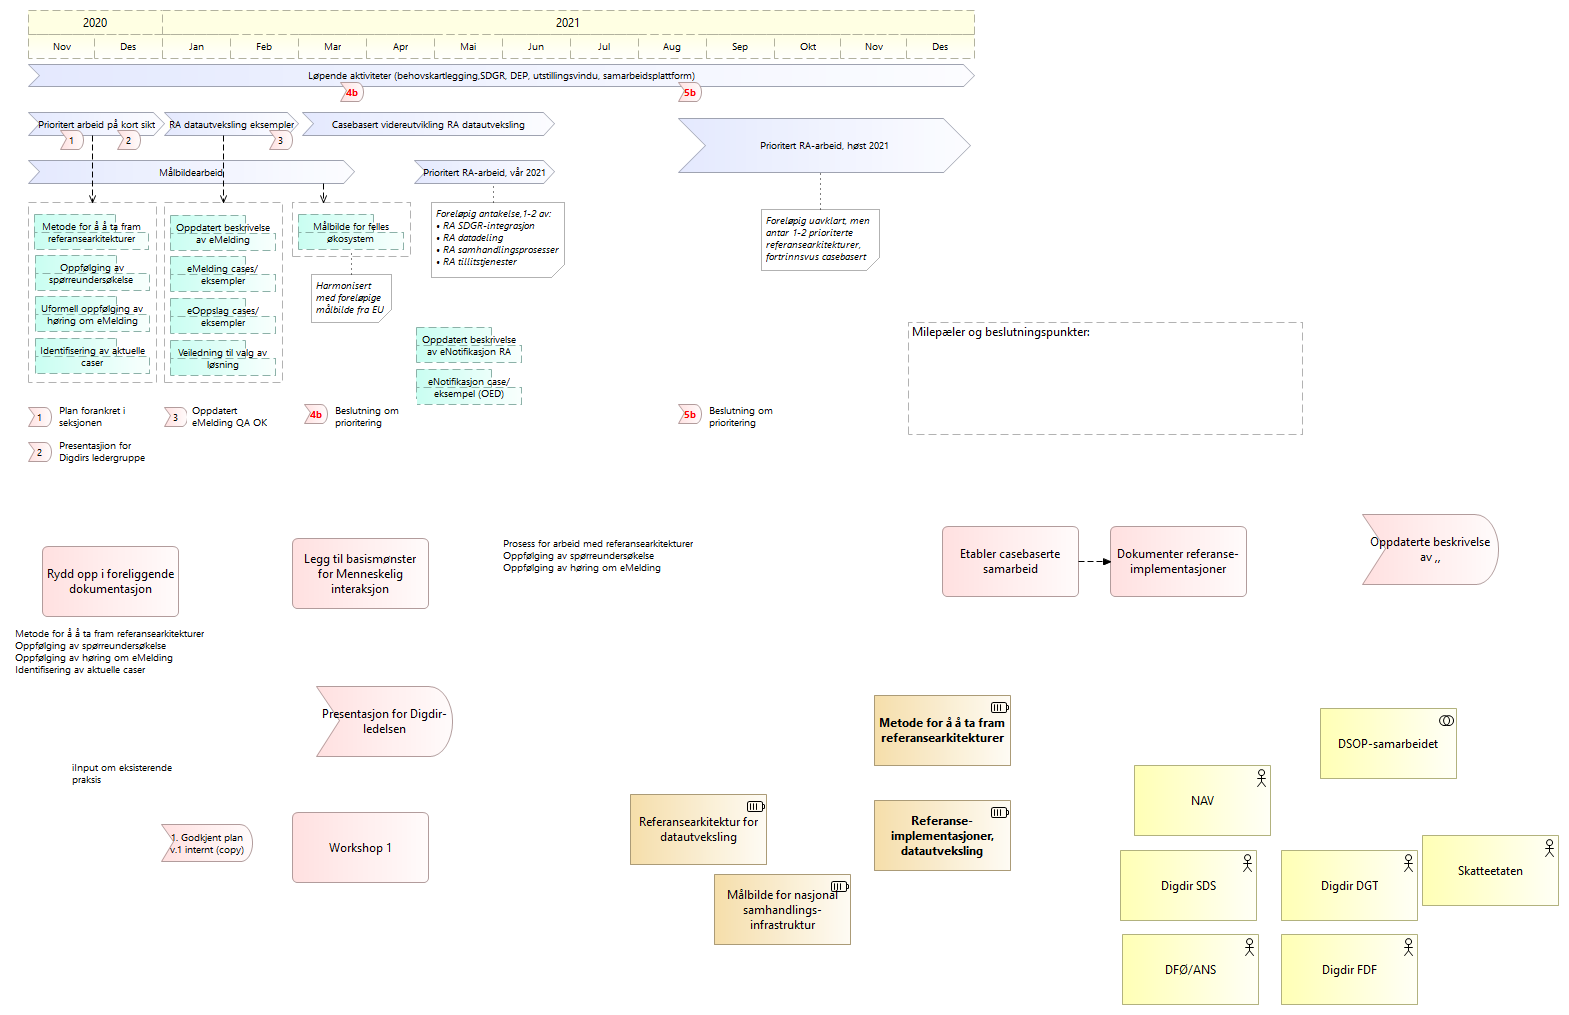 2020
2021
Nov
Des
Jan
Feb
Mar
Apr
Mai
Jun
Jul
Aug
Sep
Okt
Nov
Des
Løpende aktiviteter (behovskartlegging,SDGR, DEP, utstillingsvindu, samarbeidsplattform)
4b
5b
Prioritert arbeid på kort sikt
RA datautveksling eksempler
Casebasert videreutvikling RA datautveksling
1
2
3
Prioritert RA-arbeid, høst 2021
Målbildearbeid
Prioritert RA-arbeid, vår 2021
Metode for å å ta fram
referansearkitekturer
Oppfølging av
spørreundersøkelse
Uformell oppfølging av
høring om eMelding
Identifisering av aktuelle
caser
Oppdatert beskrivelse
av eMelding
eMelding cases/
eksempler
eOppslag cases/
eksempler
Veiledning til valg av
løsning
Målbilde for felles
økosystem
Harmonisert
med foreløpige
målbilde fra EU
Foreløpig antakelse,1-2 av:
• RA SDGR-integrasjon
• RA datadeling
• RA samhandlingsprosesser
• RA tillitstjenester
Foreløpig uavklart, men
antar 1-2 prioriterte
referansearkitekturer,
fortrinnsvus casebasert
Oppdatert beskrivelse
av eNotifikasjon RA
eNotifikasjon case/
eksempel (OED)
Milepæler og beslutningspunkter:
1
Plan forankret i
seksjonen
3
Oppdatert
eMelding QA OK
4b
Beslutning om
prioritering
5b
Beslutning om
prioritering
2
Presentasjion for
Digdirs ledergruppe
Rydd opp i foreliggende
dokumentasjon
Legg til basismønster
for Menneskelig
interaksjon
Prosess for arbeid med referansearkitekturer
Oppfølging av spørreundersøkelse
Oppfølging av høring om eMelding
Etabler casebaserte
samarbeid
Dokumenter referanse-
implementasjoner
Oppdaterte beskrivelse
av ,,
Metode for å å ta fram referansearkitekturer
Oppfølging av spørreundersøkelse
Oppfølging av høring om eMelding
Identifisering av aktuelle caser
Presentasjon for Digdir-
ledelsen
iInput om eksisterende
praksis
1. Godkjent plan
v.1 internt (copy)
Workshop 1
Metode for å å ta fram
referansearkitekturer
Referansearkitektur for
datautveksling
Referanse-
implementasjoner,
datautveksling
Målbilde for nasjonal
samhandlings-
infrastruktur
DSOP-samarbeidet
NAV
Skatteetaten
Digdir SDS
Digdir DGT
DFØ/ANS
Digdir FDF